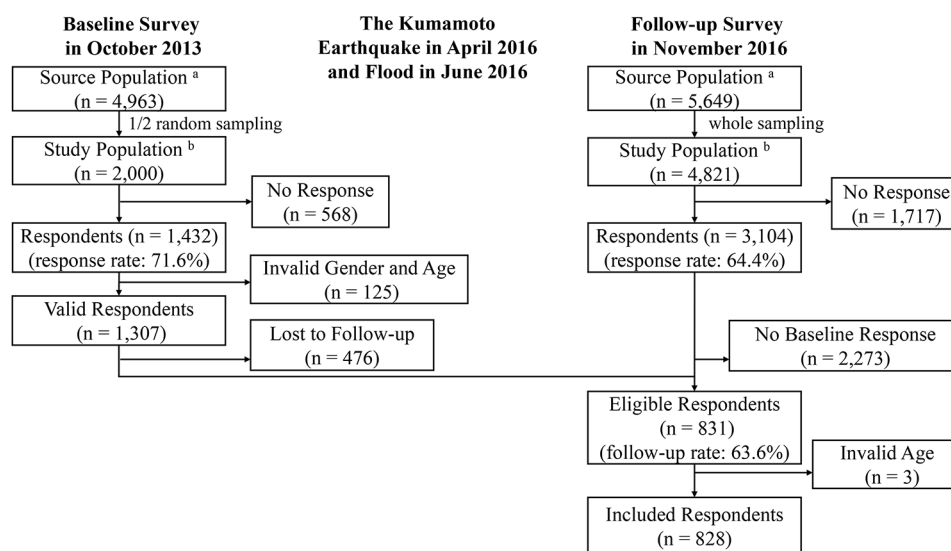 Baseline Survey
in October 2013
The Kumamoto
Earthquake in April 2016
and Flood in June 2016
Follow-up Survey
in November 2016
Source Population a
(n = 4,963)
1/2 random sampling
Study Population b
(n = 2,000)
No Response
(n = 568)
Respondents (n = 1,432)
(response rate: 71.6%)
Invalid Gender and Age
(n = 125)
Valid Respondents
(n = 1,307)
Lost to Follow-up
(n = 476)
Source Population a
(n = 5,649)
whole sampling
Study Population b
(n = 4,821)
No Response
(n = 1,717)
Respondents (n = 3,104)
(response rate: 64.4%)
No Baseline Response
(n = 2,273)
Eligible Respondents
(n = 831)
(follow-up rate: 63.6%)
Invalid Age
(n = 3)
Included Respondents
(n = 828)